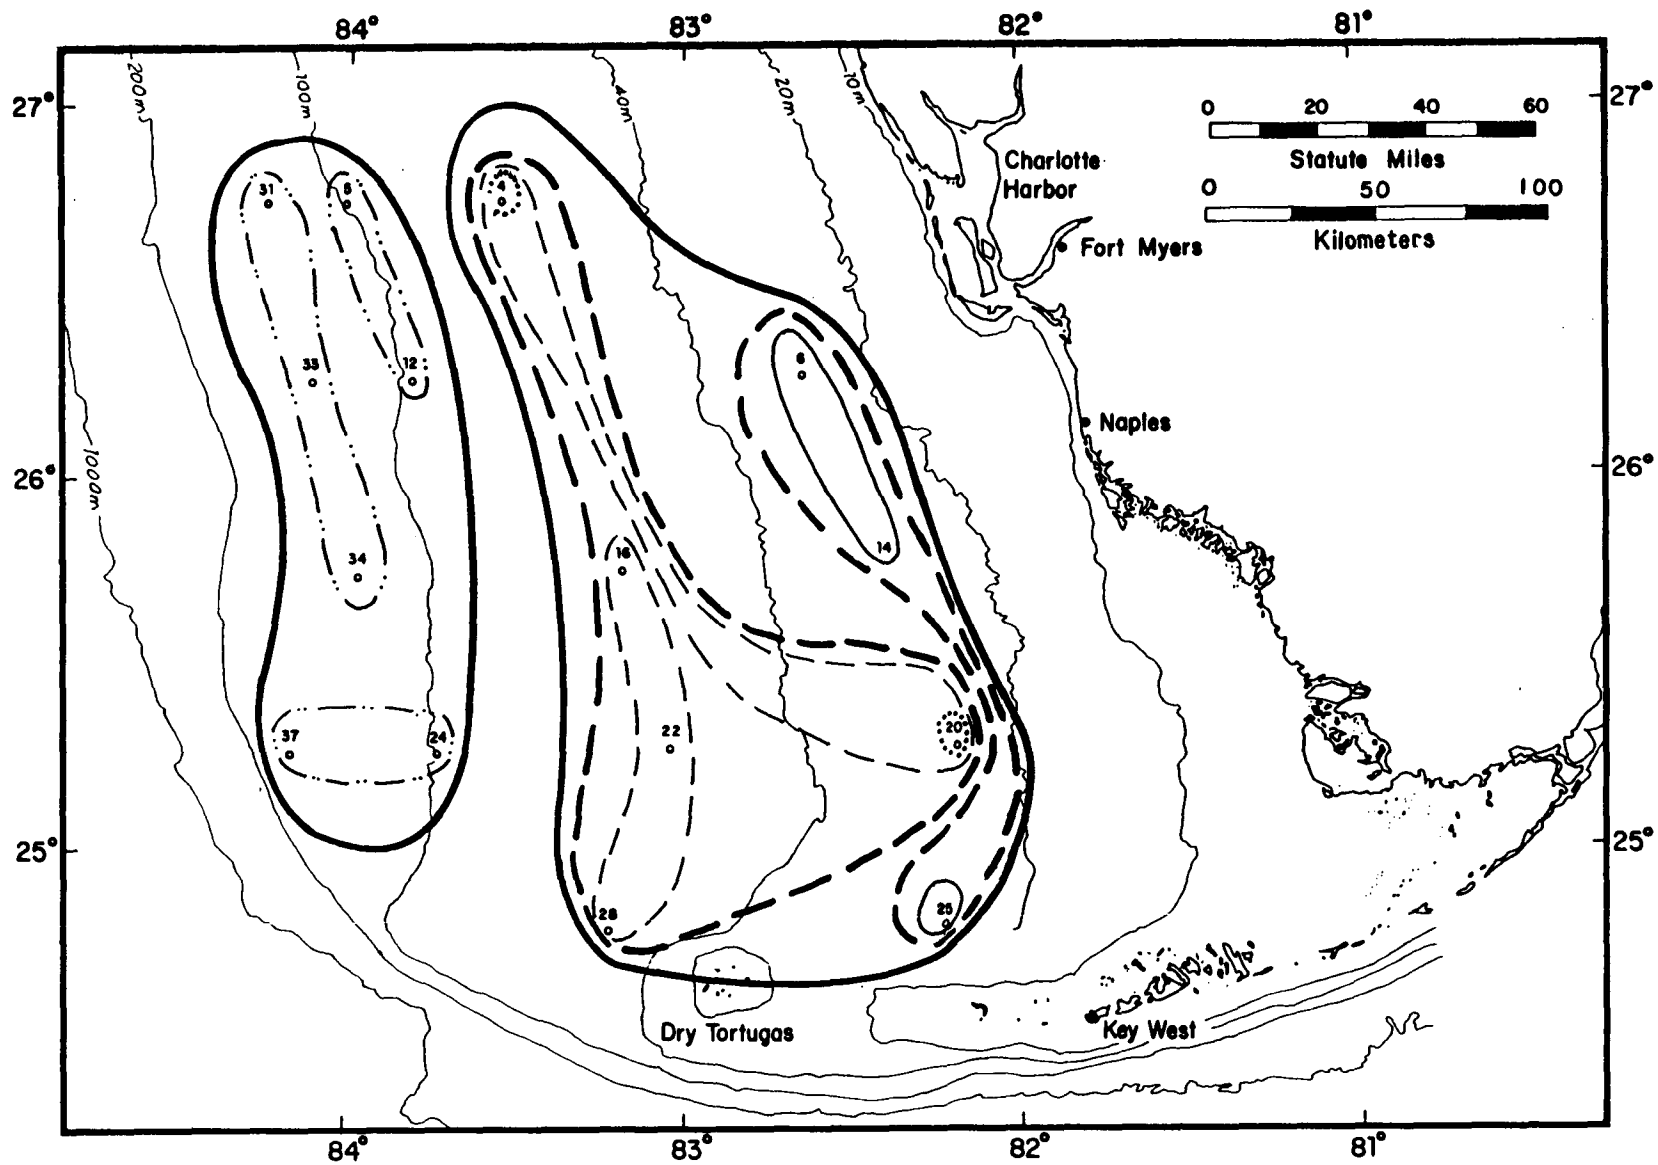 84° 83° 82° 81°
200m 100m 40m 20m 10m
27° 27°
0 20 40 60
Statute Miles
0 50 100
Kilometers
Charlotte
Harbor
Fort Myers
31 8 4
6
33 12
Naples
1000m
26° 26°
14
16
34
20
22
37 24
25° 25°
28 25
Dry Tortugas
Key West
84° 83° 82° 81°